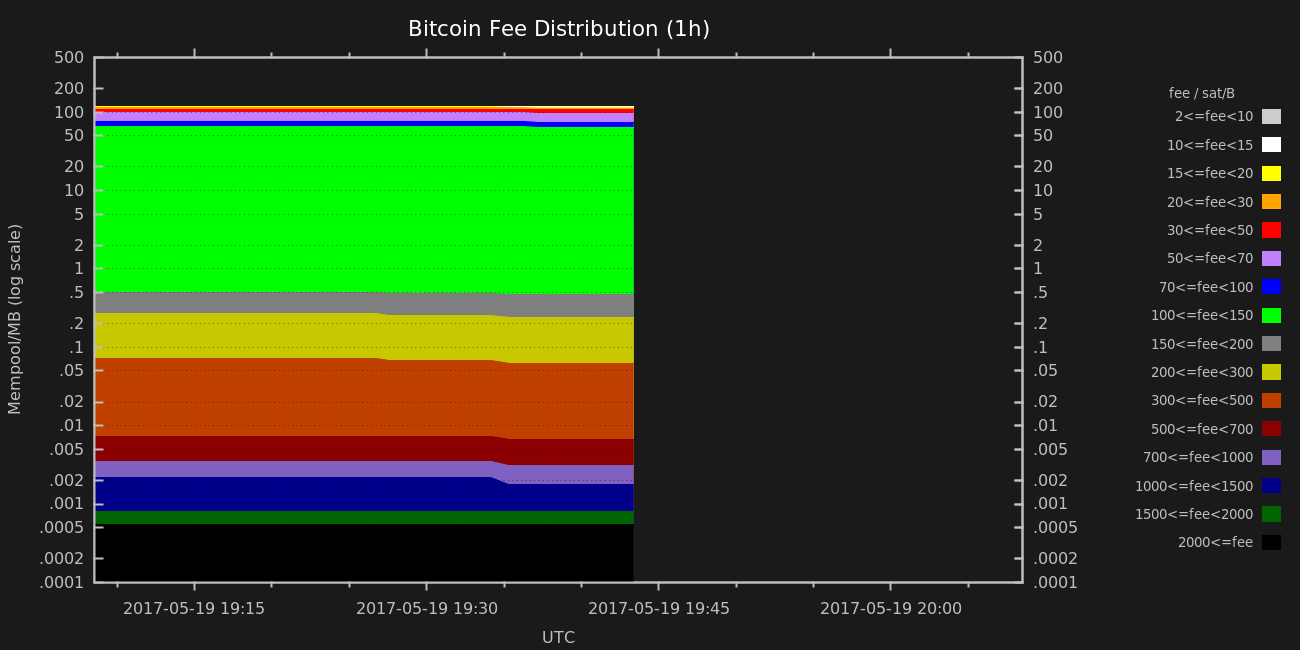 Bitcoin Fee Distribution (1h)
500
200
100
50
20
10
5
2
1
.5
.2
.1
.05
.02
.01
.005
.002
.001
.0005
.0002
.0001
Mempool/MB (log scale)
500
200
100
50
20
10
5
2
1
.5
.2
.1
.05
.02
.01
.005
.002
.001
.0005
.0002
.0001
2017-05-19 19:15
2017-05-19 19:30
2017-05-19 19:45
2017-05-19 20:00
UTC
fee / sat/B
2<=fee<10
10<=fee<15
15<=fee<20
20<=fee<30
30<=fee<50
50<=fee<70
70<=fee<100
100<=fee<150
150<=fee<200
200<=fee<300
300<=fee<500
500<=fee<700
700<=fee<1000
1000<=fee<1500
1500<=fee<2000
2000<=fee